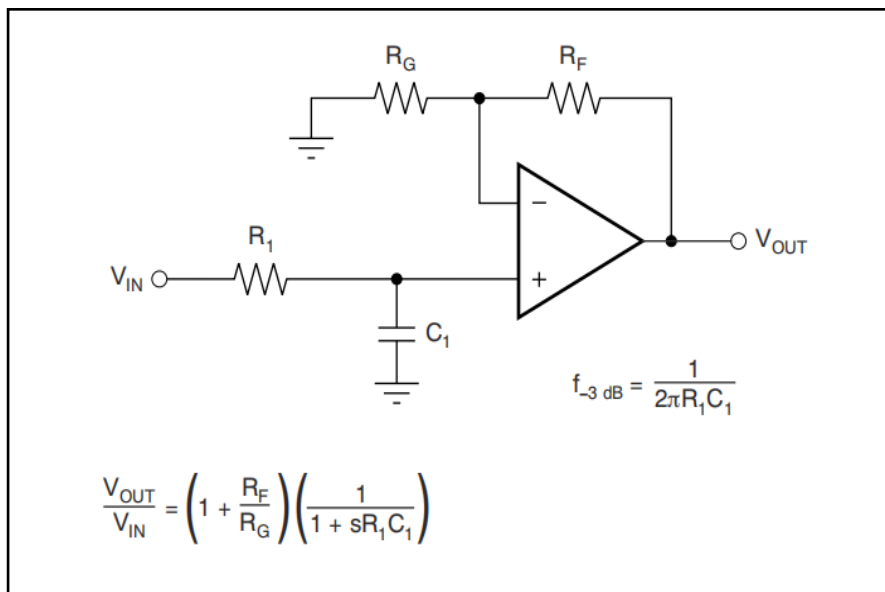 R_G R_F
−
R_1
V_OUT
V_IN
+
C_1
f_−3 dB = 1 / 2πR_1C_1
V_OUT / V_IN = (1 + R_F / R_G) (1 / 1 + sR_1C_1)